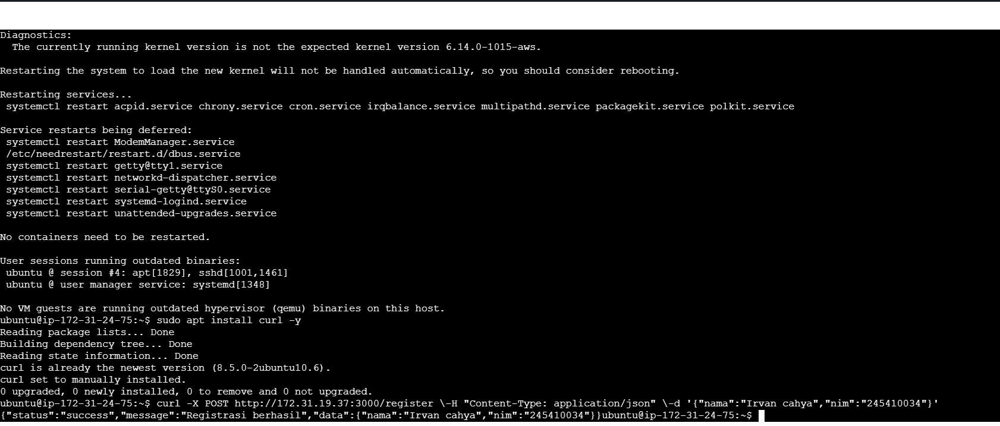 Diagnostics:
The currently running kernel version is not the expected kernel version 6.14.0-1015-aws.
Restarting the system to load the new kernel will not be handled automatically, so you should consider rebooting.
Restarting services...
systemctl restart acpid.service chrony.service cron.service irqbalance.service multipathd.service packagekit.service polkit.service
Service restarts being deferred:
systemctl restart ModemManager.service
/etc/needrestart/restart.d/dbus.service
systemctl restart getty@tty1.service
systemctl restart networkd-dispatcher.service
systemctl restart serial-getty@ttyS0.service
systemctl restart systemd-logind.service
systemctl restart unattended-upgrades.service
No containers need to be restarted.
User sessions running outdated binaries:
ubuntu @ session #4: apt[1829], sshd[1001,1461]
ubuntu @ user manager service: systemd[1348]
No VM guests are running outdated hypervisor (qemu) binaries on this host.
ubuntu@ip-172-31-24-75:~$ sudo apt install curl -y
Reading package lists... Done
Building dependency tree... Done
Reading state information... Done
curl is already the newest version (8.5.0-2ubuntu10.6).
curl set to manually installed.
0 upgraded, 0 newly installed, 0 to remove and 0 not upgraded.
ubuntu@ip-172-31-24-75:~$ curl -X POST http://172.31.19.37:3000/register \-H "Content-Type: application/json" \-d '{"nama":"Irvan cahya","nim":"245410034"}'
{"status":"success","message":"Registrasi berhasil","data":{"nama":"Irvan cahya","nim":"245410034"}}ubuntu@ip-172-31-24-75:~$